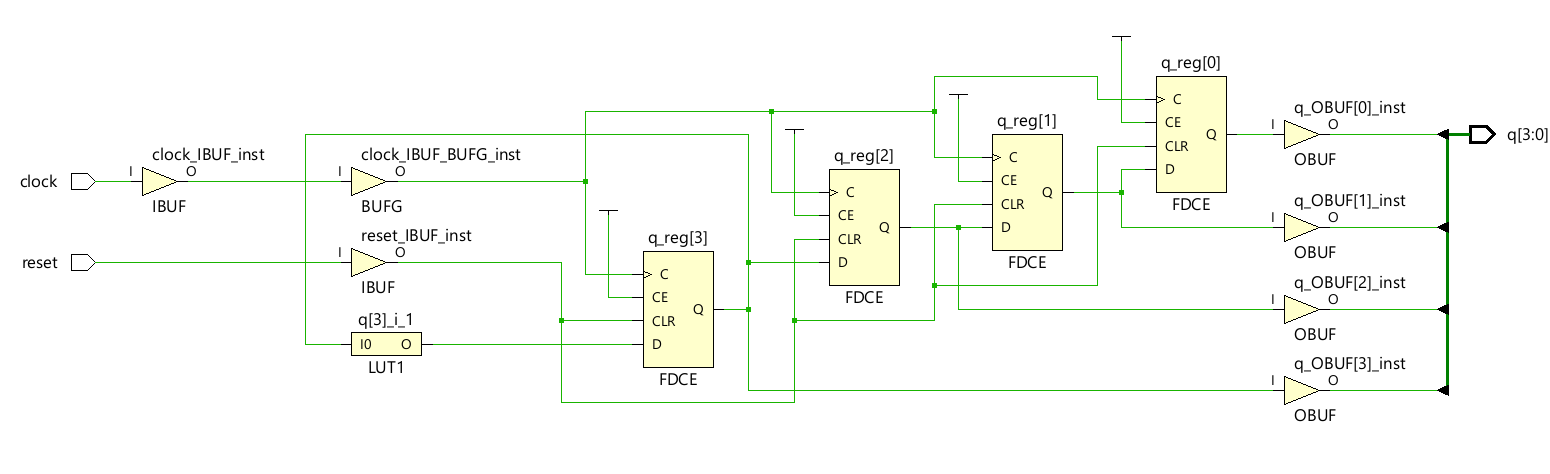 clock
I
clock_IBUF_inst
O
IBUF
I
clock_IBUF_BUFG_inst
O
BUFG
reset
I
reset_IBUF_inst
O
IBUF
q[3]_i_1
I0
O
LUT1
q_reg[3]
C
CE
CLR
D
Q
FDCE
q_reg[2]
C
CE
CLR
D
Q
FDCE
q_reg[1]
C
CE
CLR
D
Q
FDCE
q_reg[0]
C
CE
CLR
D
Q
FDCE
q_OBUF[0]_inst
I
O
OBUF
q_OBUF[1]_inst
I
O
OBUF
q_OBUF[2]_inst
I
O
OBUF
q_OBUF[3]_inst
I
O
OBUF
q[3:0]